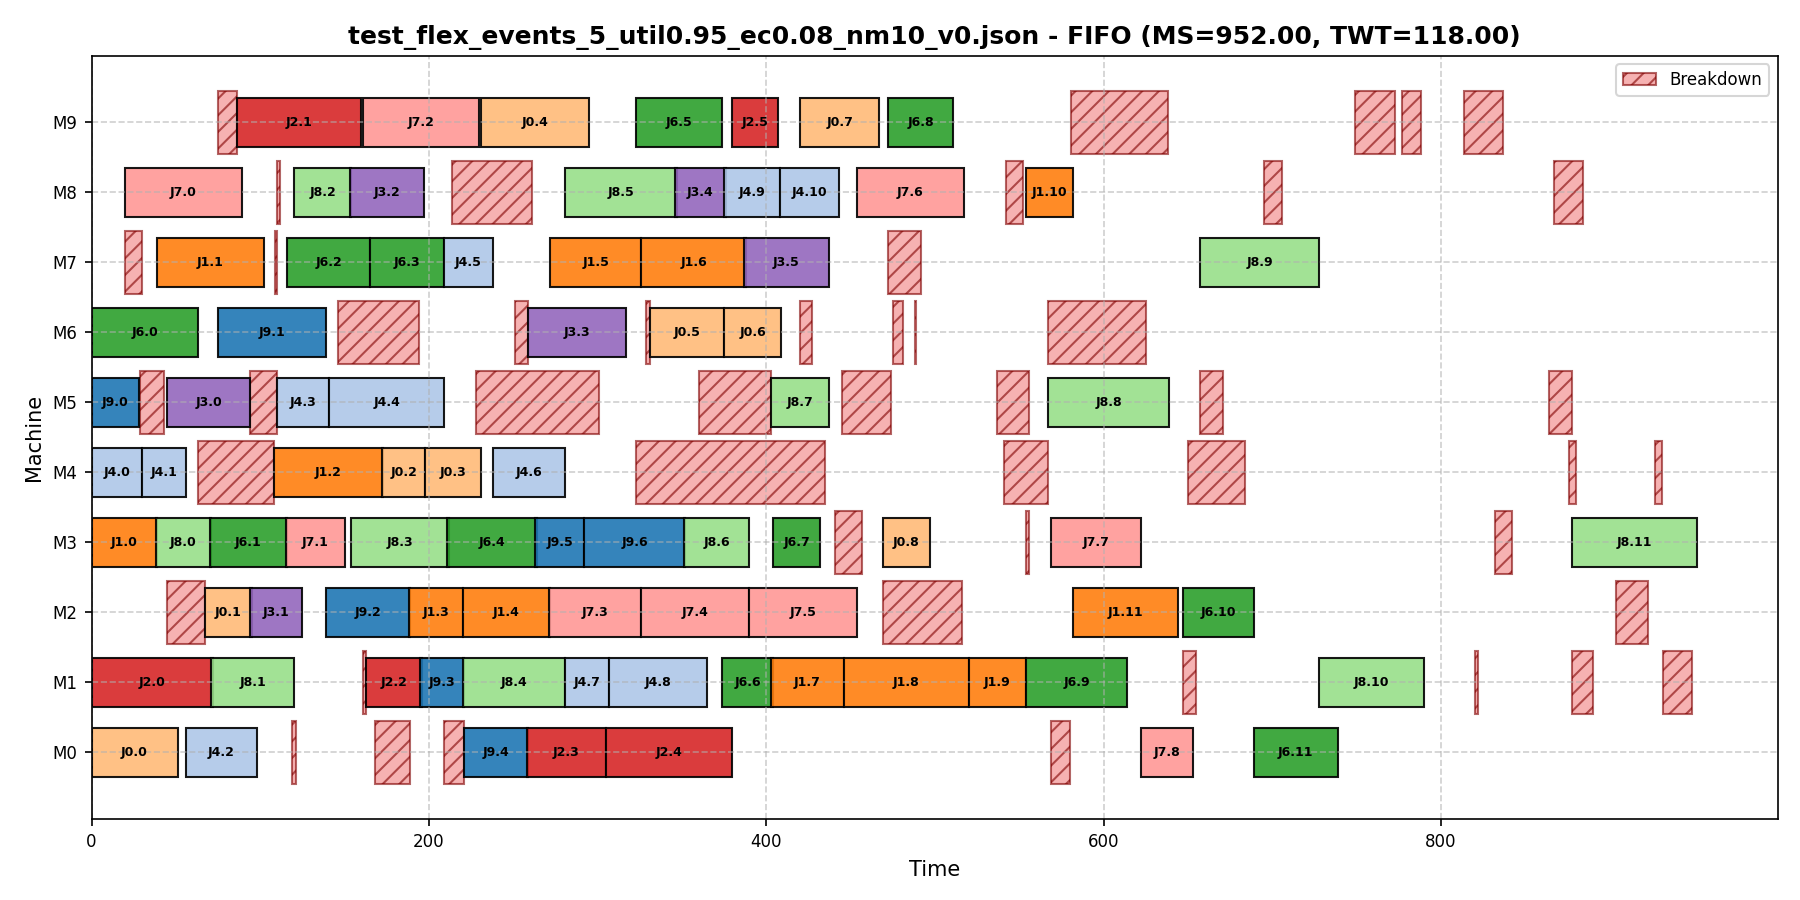 test_flex_events_5_util0.95_ec0.08_nm10_v0.json - FIFO (MS=952.00, TWT=118.00)
Breakdown
M9 J2.1 J7.2 J0.4 J6.5 J2.5 J0.7 J6.8
M8 J7.0 J8.2 J3.2 J8.5 J3.4 J4.9 J4.10 J7.6 J1.10
M7 J1.1 J6.2 J6.3 J4.5 J1.5 J1.6 J3.5 J8.9
M6 J6.0 J9.1 J3.3 J0.5 J0.6
M5 J9.0 J3.0 J4.3 J4.4 J8.7 J8.8
M4 J4.0 J4.1 J1.2 J0.2 J0.3 J4.6
M3 J1.0 J8.0 J6.1 J7.1 J8.3 J6.4 J9.5 J9.6 J8.6 J6.7 J0.8 J7.7 J8.11
M2 J0.1 J3.1 J9.2 J1.3 J1.4 J7.3 J7.4 J7.5 J1.11 J6.10
M1 J2.0 J8.1 J2.2 J9.3 J8.4 J4.7 J4.8 J6.6 J1.7 J1.8 J1.9 J6.9 J8.10
M0 J0.0 J4.2 J9.4 J2.3 J2.4 J7.8 J6.11
Machine
0 200 400 600 800
Time